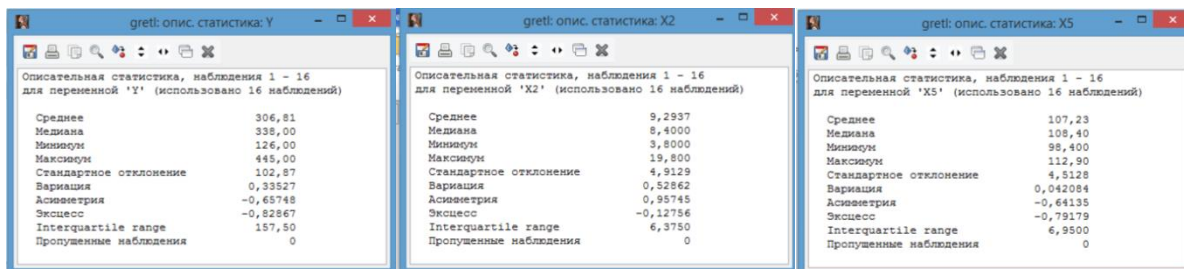 gretl: опис. статистика: Y
Описательная статистика, наблюдения 1 - 16
для переменной 'Y' (использовано 16 наблюдений)
Среднее 306,81
Медиана 338,00
Минимум 126,00
Максимум 445,00
Стандартное отклонение 102,87
Вариация 0,33527
Асимметрия -0,65748
Эксцесс -0,82867
Interquartile range 157,50
Пропущенные наблюдения 0
gretl: опис. статистика: X2
Описательная статистика, наблюдения 1 - 16
для переменной 'X2' (использовано 16 наблюдений)
Среднее 9,2937
Медиана 8,4000
Минимум 3,8000
Максимум 19,800
Стандартное отклонение 4,9129
Вариация 0,52862
Асимметрия 0,95745
Эксцесс -0,12756
Interquartile range 6,3750
Пропущенные наблюдения 0
gretl: опис. статистика: X5
Описательная статистика, наблюдения 1 - 16
для переменной 'X5' (использовано 16 наблюдений)
Среднее 107,23
Медиана 108,40
Минимум 98,400
Максимум 112,90
Стандартное отклонение 4,5128
Вариация 0,042084
Асимметрия -0,64135
Эксцесс -0,79179
Interquartile range 6,9500
Пропущенные наблюдения 0